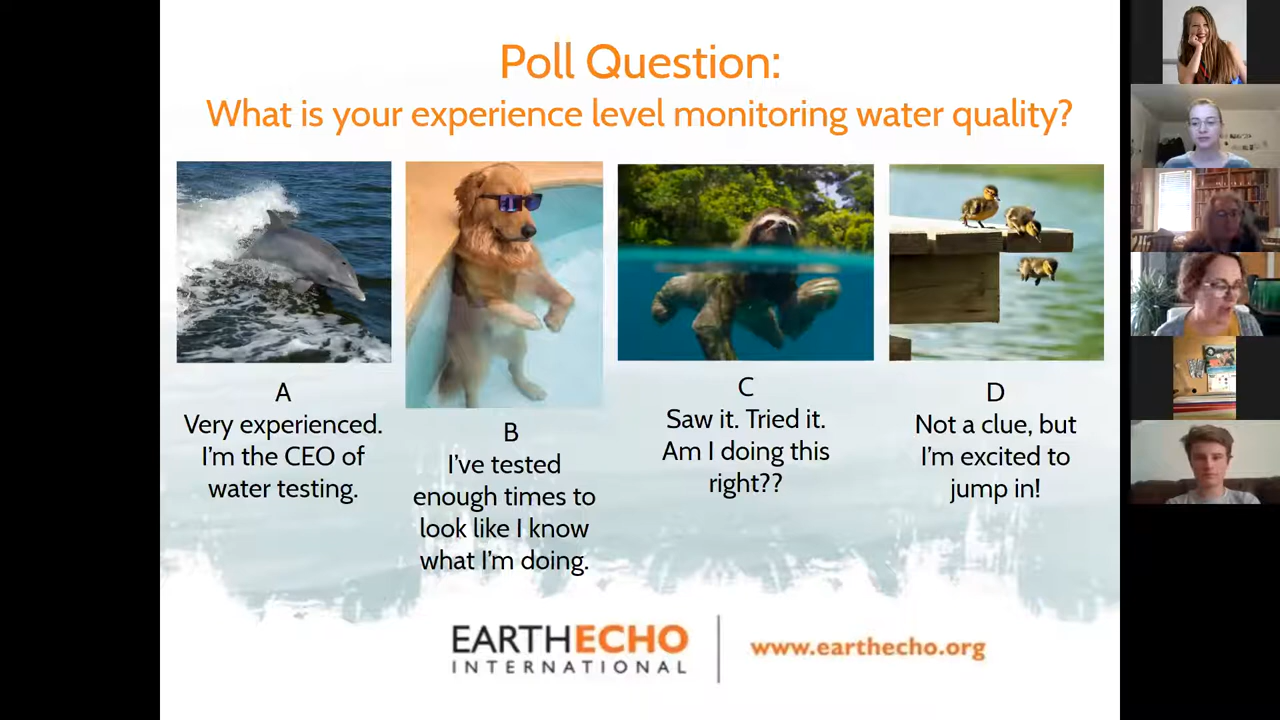 Poll Question:
What is your experience level monitoring water quality?
A
Very experienced.
I'm the CEO of
water testing.
B
I've tested
enough times to
look like I know
what I'm doing.
C
Saw it. Tried it.
Am I doing this
right??
D
Not a clue, but
I'm excited to
jump in!
EARTHECHO
INTERNATIONAL
www.earthecho.org